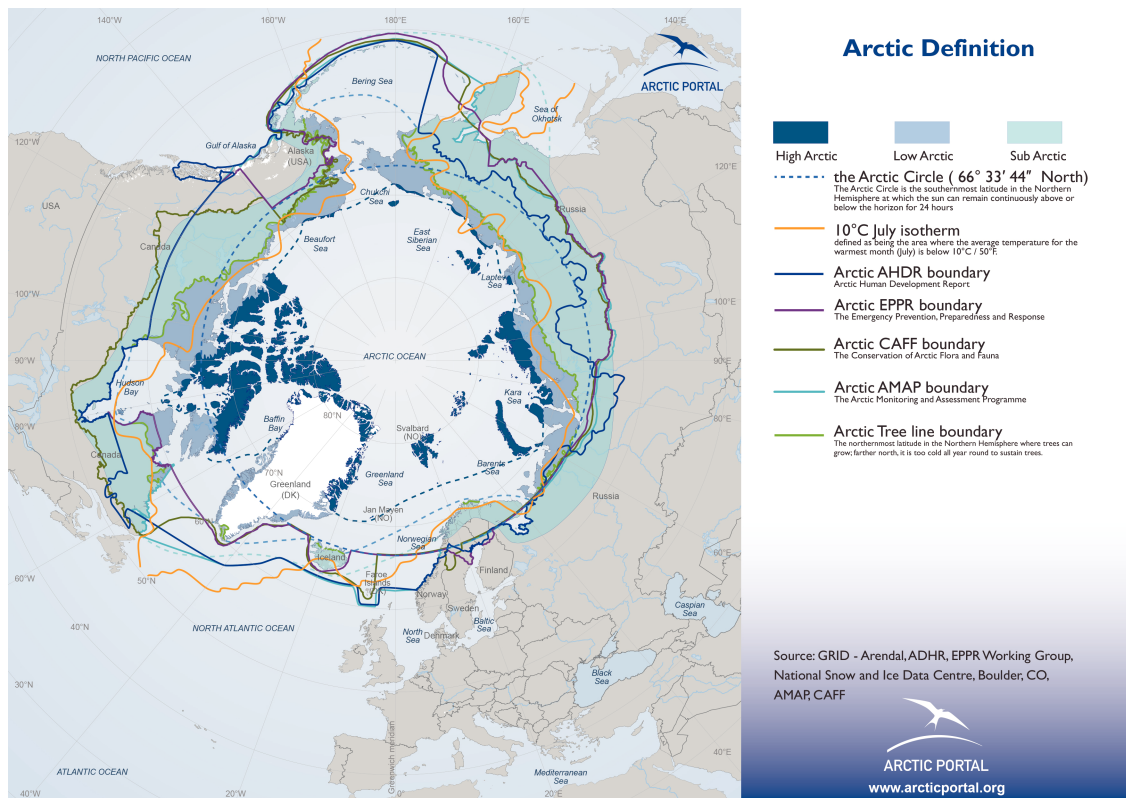 140°W
180°E
160°E
140°E
NORTH PACIFIC OCEAN
Bering Sea
ARCTIC PORTAL
Sea of
Okhotsk
120°W
Gulf of Alaska
Alaska
(USA)
120°E
Chukchi
Sea
USA
Russia
Canada
Beaufort
Sea
East
Siberian
Sea
Laptev
Sea
100°W
100°E
ARCTIC OCEAN
90°W
90°E
Hudson
Bay
Kara
Sea
Baffin
Bay
80°N
80°W
80°E
Svalbard
(NO)
Canada
Barents
Sea
70°N
Greenland
Sea
Greenland
(DK)
Russia
Jan Mayen
(NO)
60°N
Norwegian
Sea
60°E
Iceland
Finland
Faroe
Islands
(DK)
60°W
50°N
Norway
Sweden
Caspian
Sea
Baltic
Sea
40°N
NORTH ATLANTIC OCEAN
North
Sea
Denmark
Black
Sea
30°N
Greenwich meridian
40°E
ATLANTIC OCEAN
Mediterranean
Sea
40°W
20°W
0°
20°E
Arctic Definition
High Arctic
Low Arctic
Sub Arctic
the Arctic Circle ( 66° 33′ 44″ North)
The Arctic Circle is the southernmost latitude in the Northern
Hemisphere at which the sun can remain continuously above or
below the horizon for 24 hours
10°C July isotherm
defined as being the area where the average temperature for the
warmest month (July) is below 10°C / 50°F.
Arctic AHDR boundary
Arctic Human Development Report
Arctic EPPR boundary
The Emergency Prevention, Preparedness and Response
Arctic CAFF boundary
The Conservation of Arctic Flora and Fauna
Arctic AMAP boundary
The Arctic Monitoring and Assessment Programme
Arctic Tree line boundary
The northernmost latitude in the Northern Hemisphere where trees can
grow; farther north, it is too cold all year round to sustain trees.
Source: GRID - Arendal, ADHR, EPPR Working Group,
National Snow and Ice Data Centre, Boulder, CO,
AMAP, CAFF
ARCTIC PORTAL
www.arcticportal.org